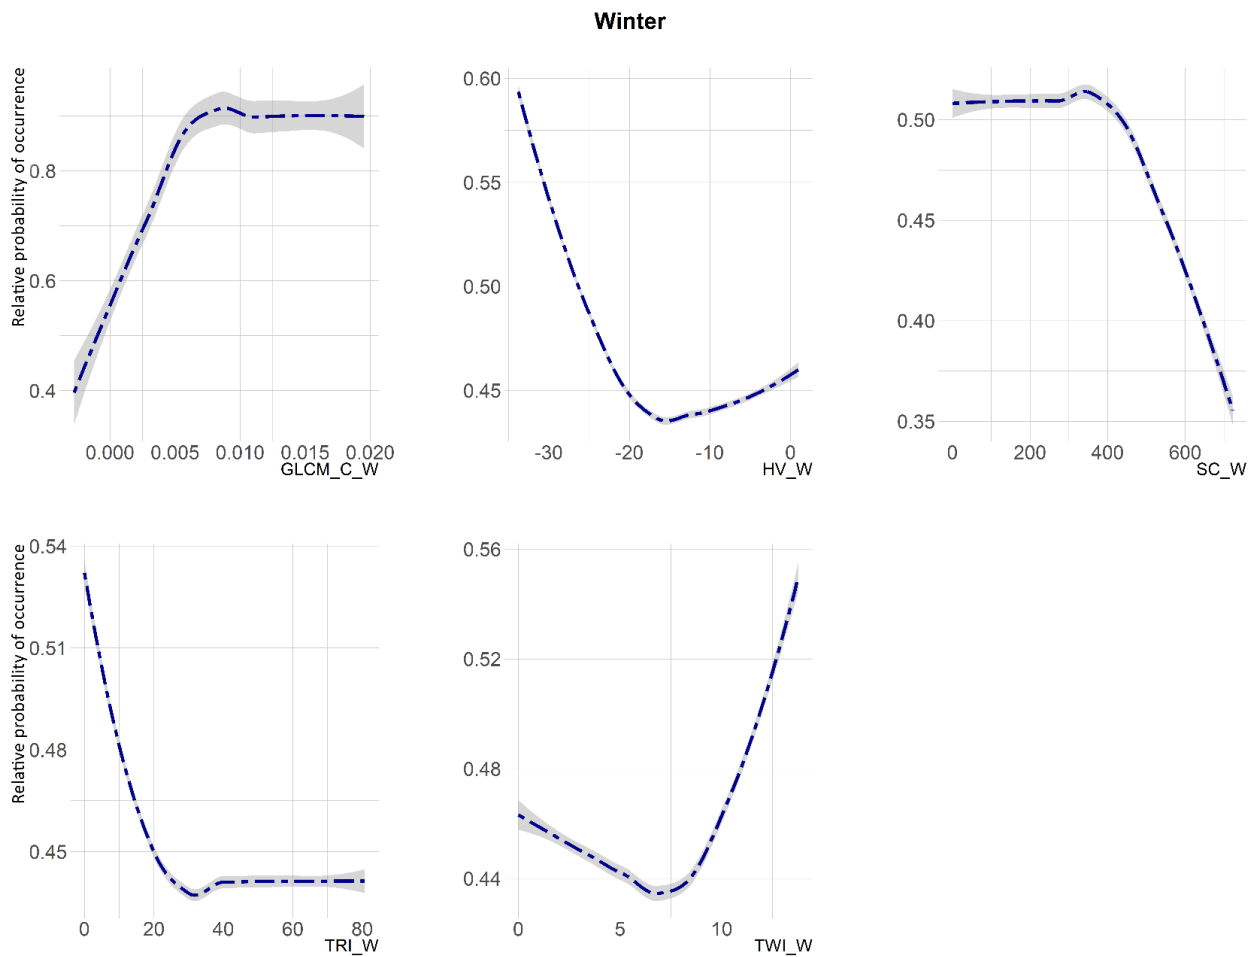 Winter
Relative probability of occurrence
0.8
0.6
0.4
0.000 0.005 0.010 0.015 0.020
GLCM_C_W
0.60
0.55
0.50
0.45
-30 -20 -10 0
HV_W
0.50
0.45
0.40
0.35
0 200 400 600
SC_W
Relative probability of occurrence
0.54
0.51
0.48
0.45
0 20 40 60 80
TRI_W
0.56
0.52
0.48
0.44
0 5 10
TWI_W